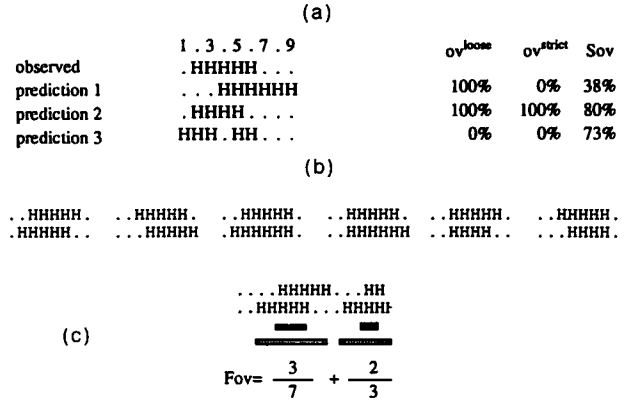 (a)
1 . 3 . 5 . 7 . 9 ov^loose ov^strict Sov
observed . HHHHH . . .
prediction 1 . . . HHHHHH 100% 0% 38%
prediction 2 . HHHH . . . . 100% 100% 80%
prediction 3 HHH . HH . . . 0% 0% 73%
(b)
. . HHHHH . . . HHHHH . . . HHHHH . . . HHHHH . . . HHHHH . . . HHHHH .
. HHHHH . . . . . HHHHH . HHHHHH . . . HHHHHH . . HHHH . . . . . HHHH .
. . . . HHHHH . . . HH
. . HHHHH . . . HHHHH
(c)
Fov= 3/7 + 2/3